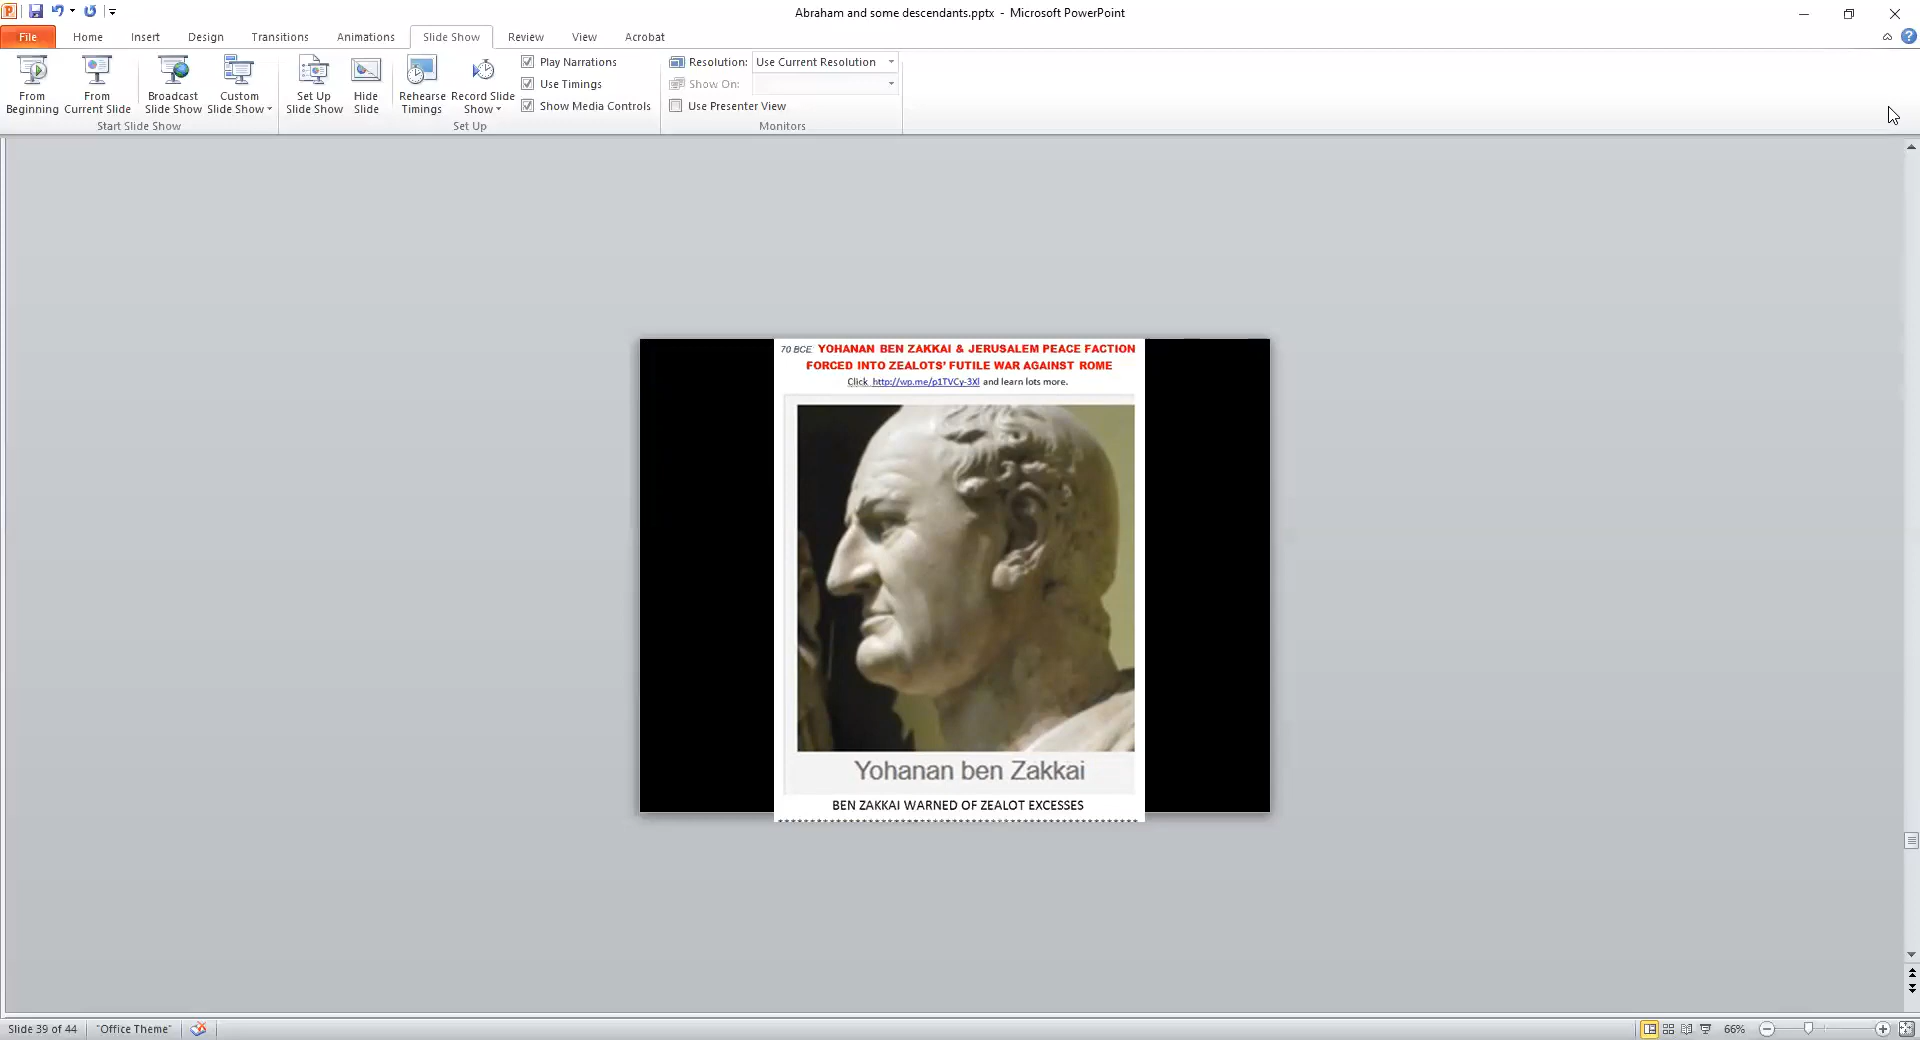 Abraham and some descendants.pptx - Microsoft PowerPoint
File Home Insert Design Transitions Animations Slide Show Review View Acrobat
From Beginning
From Current Slide
Broadcast Slide Show
Custom Slide Show
Start Slide Show
Set Up Slide Show
Hide Slide
Rehearse Timings
Record Slide Show
Play Narrations
Use Timings
Show Media Controls
Set Up
Resolution: Use Current Resolution
Show On:
Use Presenter View
Monitors
70 BCE YOHANAN BEN ZAKKAI & JERUSALEM PEACE FACTION
FORCED INTO ZEALOTS' FUTILE WAR AGAINST ROME
Click http://wp.me/p1TVCy-3Xl and learn lots more.
Yohanan ben Zakkai
BEN ZAKKAI WARNED OF ZEALOT EXCESSES
Slide 39 of 44 "Office Theme" 66%